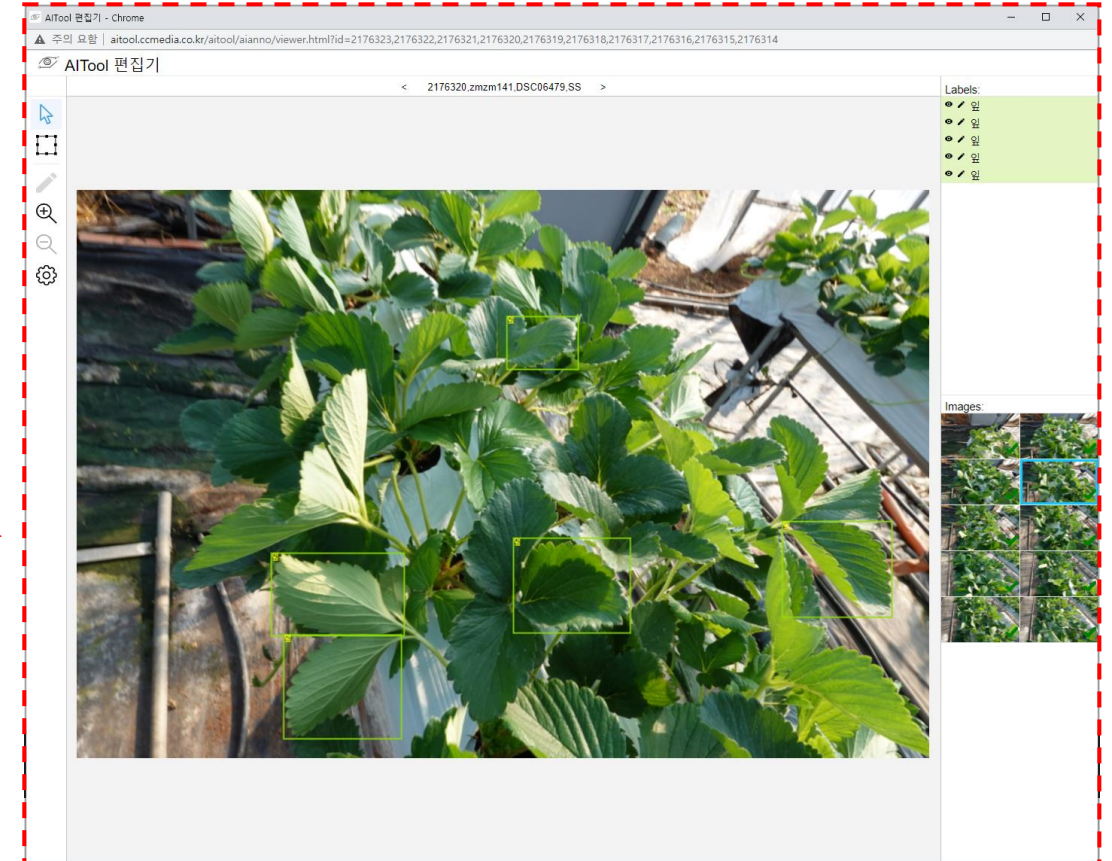 AITool 편집기 - Chrome
주의 요함 | aitool.ccmedia.co.kr/aitool/aianno/viewer.html?id=2176323,2176322,2176321,2176320,2176319,2176318,2176317,2176316,2176315,2176314
AITool 편집기
< 2176320,zmzm141,DSC06479,SS >
Labels:
잎
잎
잎
잎
잎
Images: